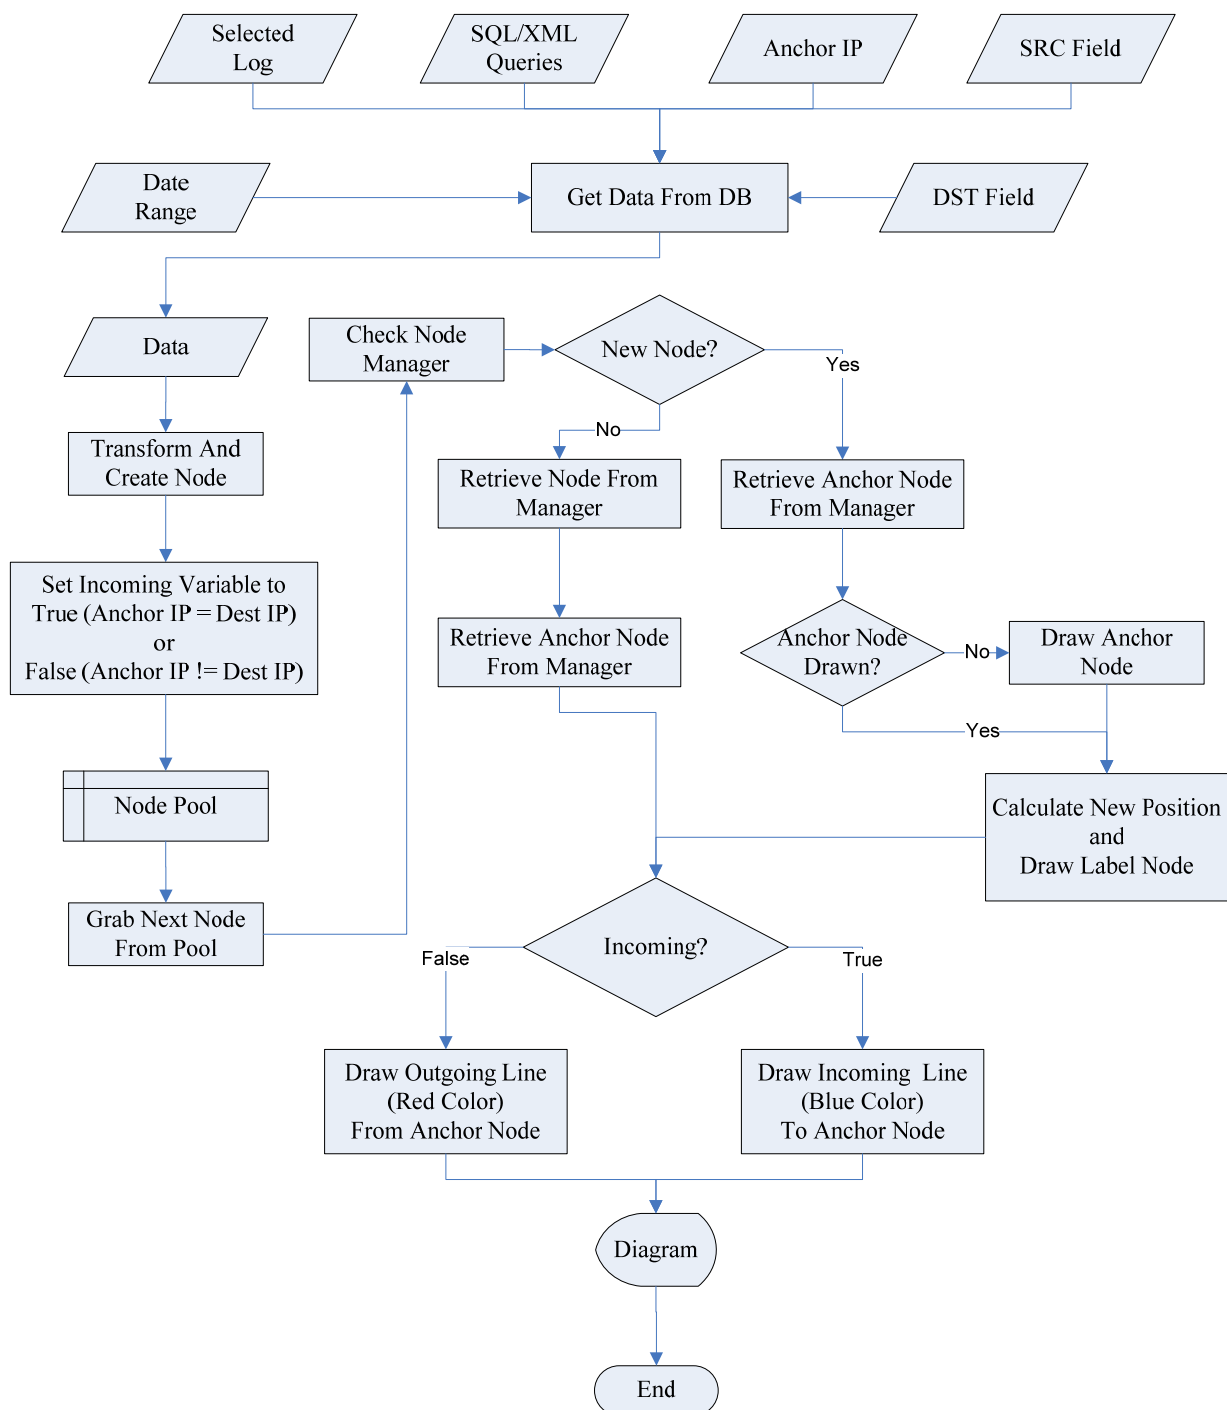 Selected
Log
SQL/XML
Queries
Anchor IP
SRC Field
Date
Range
Get Data From DB
DST Field
Data
Check Node
Manager
New Node?
Yes
No
Transform And
Create Node
Retrieve Node From
Manager
Retrieve Anchor Node
From Manager
Set Incoming Variable to
True (Anchor IP = Dest IP)
or
False (Anchor IP != Dest IP)
Retrieve Anchor Node
From Manager
Anchor Node
Drawn?
No
Draw Anchor
Node
Yes
Node Pool
Calculate New Position
and
Draw Label Node
Grab Next Node
From Pool
Incoming?
False
True
Draw Outgoing Line
(Red Color)
From Anchor Node
Draw Incoming Line
(Blue Color)
To Anchor Node
Diagram
End